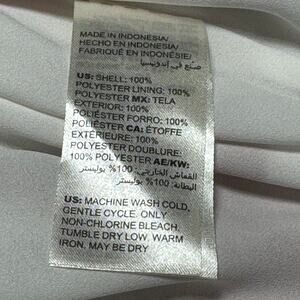 MADE IN INDONESIA/
HECHO EN INDONESIA/
FABRIQUÉ EN INDONÉSIE/
صنع في إندونيسيا
US: SHELL: 100%
POLYESTER LINING: 100%
POLYESTER MX: TELA
EXTERIOR: 100%
POLIÉSTER FORRO: 100%
POLIÉSTER CA: ÉTOFFE
EXTÉRIEURE: 100%
POLYESTER DOUBLURE:
100% POLYESTER AE/KW:
القماش الخارجي: 100% بوليستر
البطانة: 100% بوليستر
US: MACHINE WASH COLD,
GENTLE CYCLE. ONLY
NON-CHLORINE BLEACH,
TUMBLE DRY LOW, WARM
IRON. MAY BE DRY